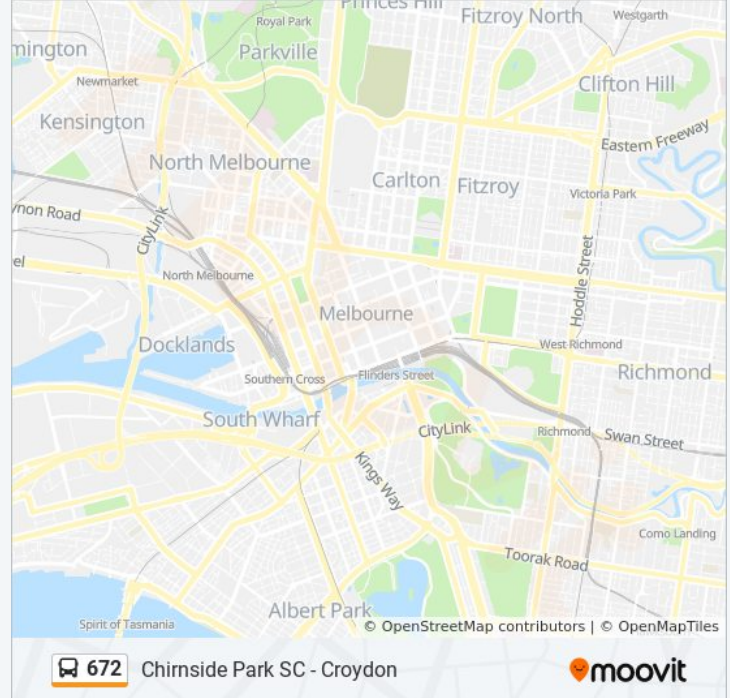 Princes Hill
Fitzroy North
Westgarth
Royal Park
mington
Parkville
Newmarket
Clifton Hill
Kensington
Eastern Freeway
North Melbourne
Carlton
Fitzroy
Victoria Park
ynon Road
CityLink
el
North Melbourne
Hoddle Street
Melbourne
Docklands
West Richmond
Southern Cross
Flinders Street
Richmond
South Wharf
CityLink
Richmond
Swan Street
Kings Way
Como Landing
Toorak Road
Albert Park
Spirit of Tasmania
© OpenStreetMap contributors | © OpenMapTiles
672 Chirnside Park SC - Croydon
moovit